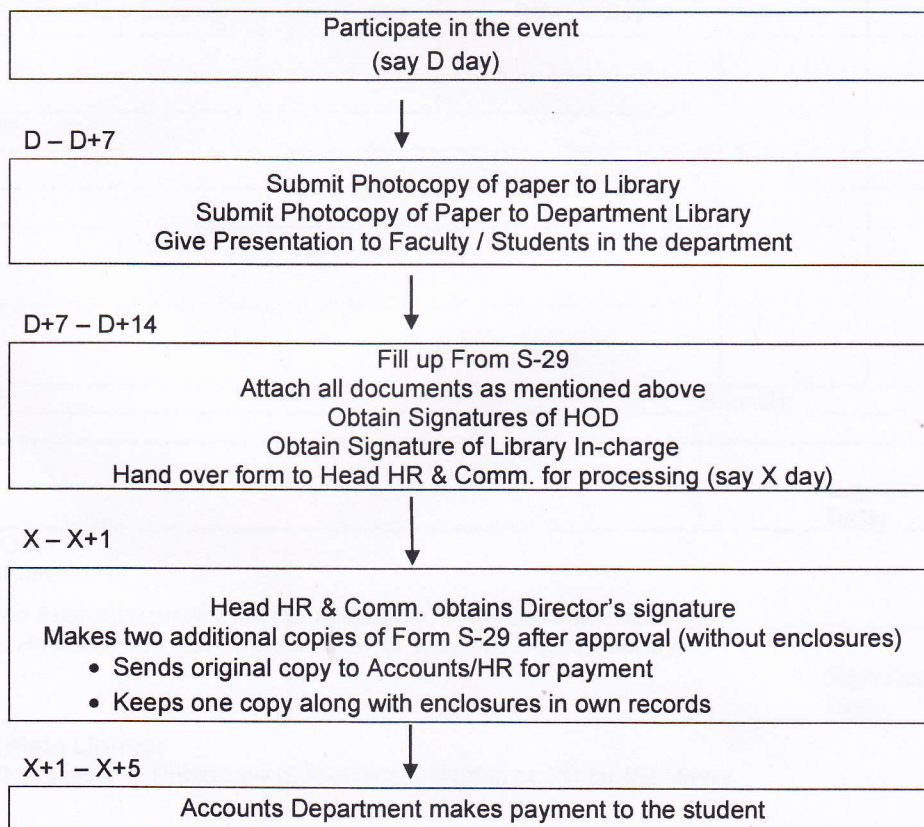 Participate in the event
(say D day)
D – D+7
Submit Photocopy of paper to Library
Submit Photocopy of Paper to Department Library
Give Presentation to Faculty / Students in the department
D+7 – D+14
Fill up From S-29
Attach all documents as mentioned above
Obtain Signatures of HOD
Obtain Signature of Library In-charge
Hand over form to Head HR & Comm. for processing (say X day)
X – X+1
Head HR & Comm. obtains Director's signature
Makes two additional copies of Form S-29 after approval (without enclosures)
• Sends original copy to Accounts/HR for payment
• Keeps one copy along with enclosures in own records
X+1 – X+5
Accounts Department makes payment to the student